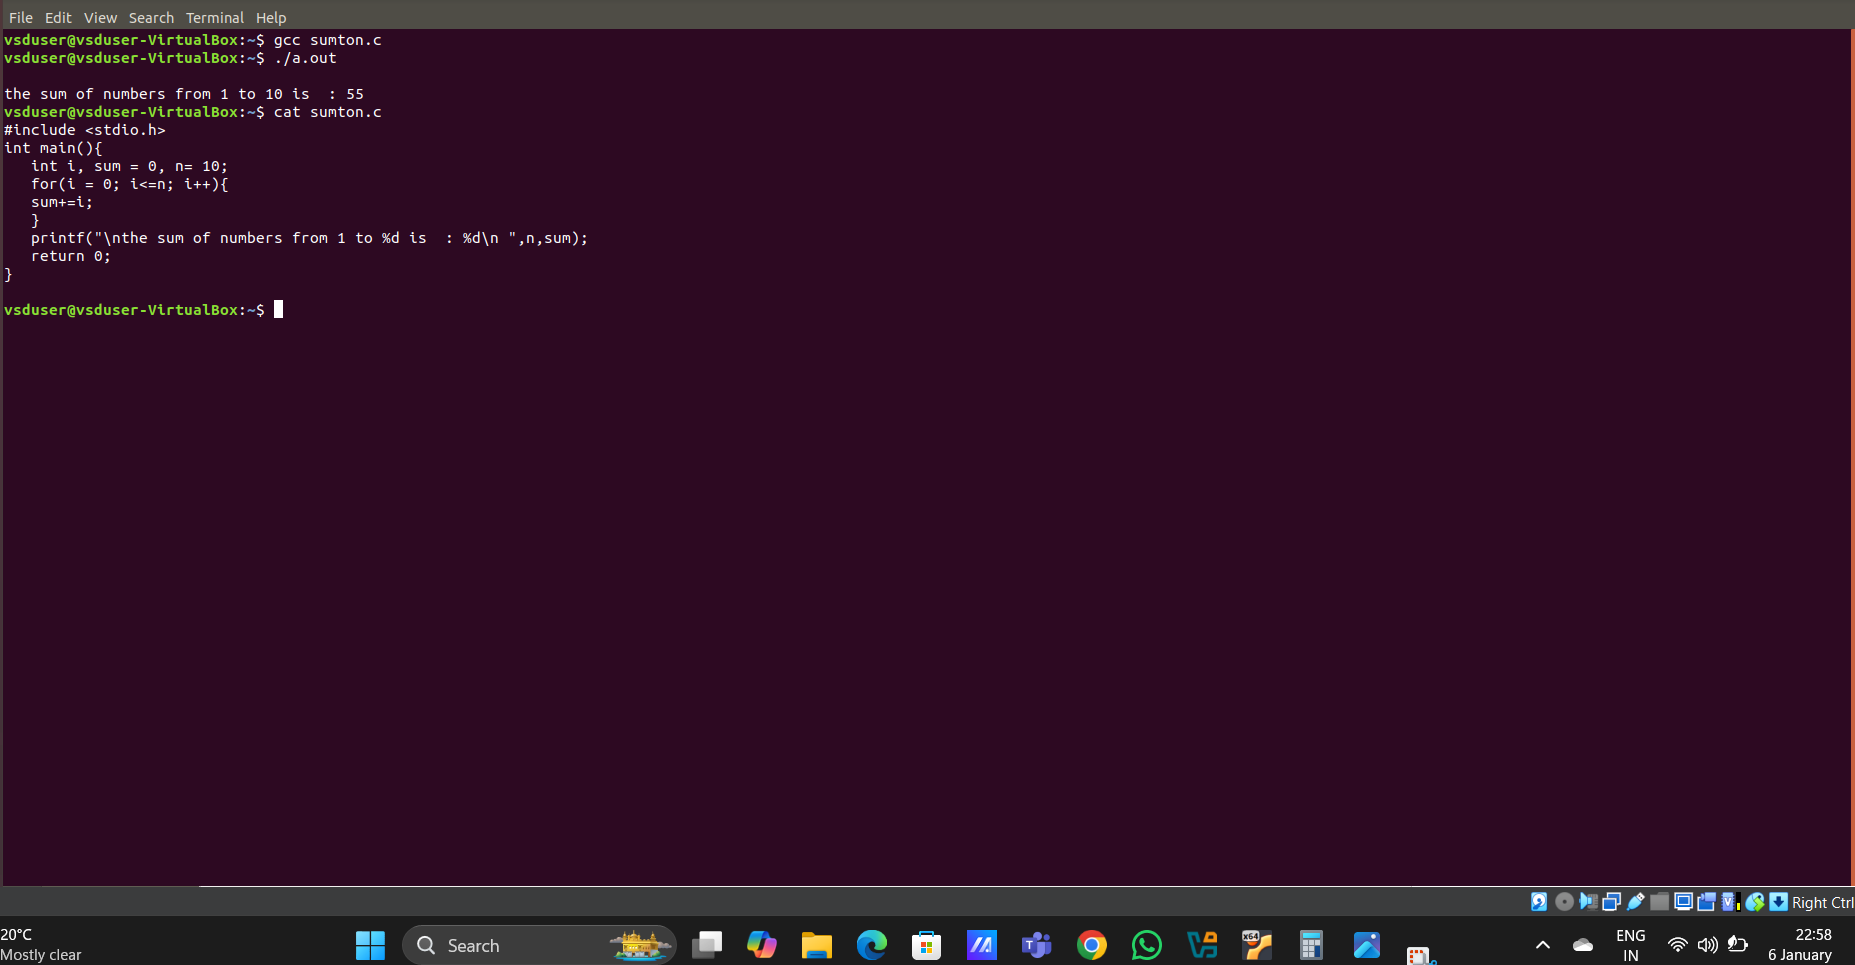 File Edit View Search Terminal Help
vsduser@vsduser-VirtualBox:~$ gcc sumton.c
vsduser@vsduser-VirtualBox:~$ ./a.out
the sum of numbers from 1 to 10 is  : 55
vsduser@vsduser-VirtualBox:~$ cat sumton.c
#include <stdio.h>
int main(){
   int i, sum = 0, n= 10;
   for(i = 0; i<=n; i++){
   sum+=i;
   }
   printf("\nthe sum of numbers from 1 to %d is  : %d\n ",n,sum);
   return 0;
}
vsduser@vsduser-VirtualBox:~$
Right Ctrl
20°C
Mostly clear
Search
x64
ENG
IN
22:58
6 January